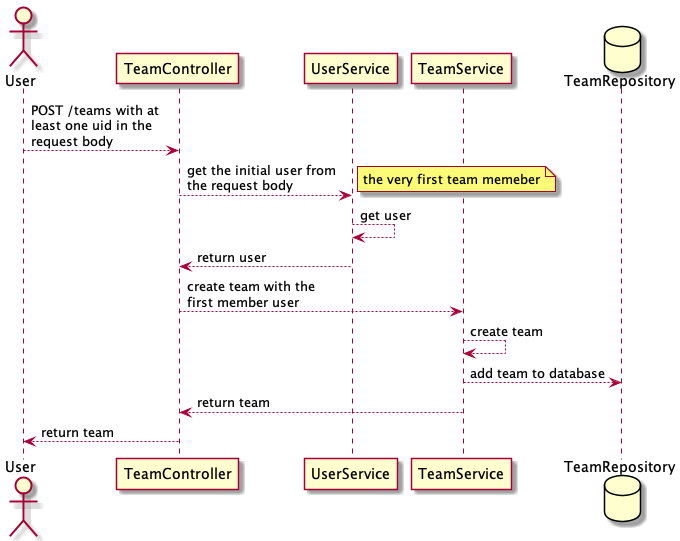 User
TeamController
UserService
TeamService
TeamRepository
POST /teams with at
least one uid in the
request body
get the initial user from
the request body
the very first team memeber
get user
return user
create team with the
first member user
create team
add team to database
return team
return team
User
TeamController
UserService
TeamService
TeamRepository